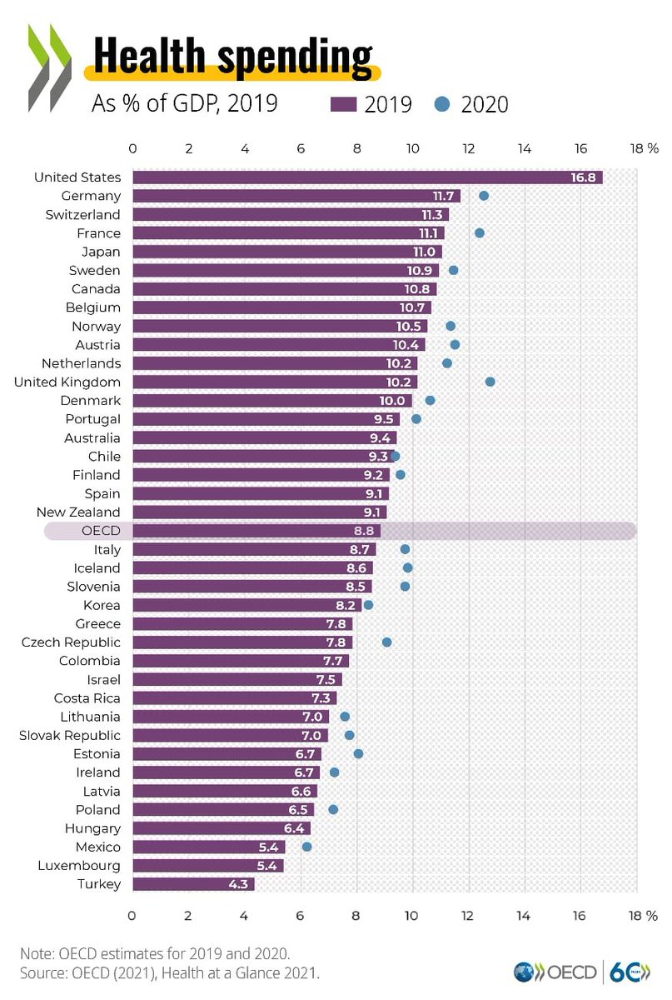 Health spending
As % of GDP, 2019 2019 2020
0 2 4 6 8 10 12 14 16 18 %
United States 16.8
Germany 11.7
Switzerland 11.3
France 11.1
Japan 11.0
Sweden 10.9
Canada 10.8
Belgium 10.7
Norway 10.5
Austria 10.4
Netherlands 10.2
United Kingdom 10.2
Denmark 10.0
Portugal 9.5
Australia 9.4
Chile 9.3
Finland 9.2
Spain 9.1
New Zealand 9.1
OECD 8.8
Italy 8.7
Iceland 8.6
Slovenia 8.5
Korea 8.2
Greece 7.8
Czech Republic 7.8
Colombia 7.7
Israel 7.5
Costa Rica 7.3
Lithuania 7.0
Slovak Republic 7.0
Estonia 6.7
Ireland 6.7
Latvia 6.6
Poland 6.5
Hungary 6.4
Mexico 5.4
Luxembourg 5.4
Turkey 4.3
0 2 4 6 8 10 12 14 16 18 %
Note: OECD estimates for 2019 and 2020.
Source: OECD (2021), Health at a Glance 2021.
OECD 60